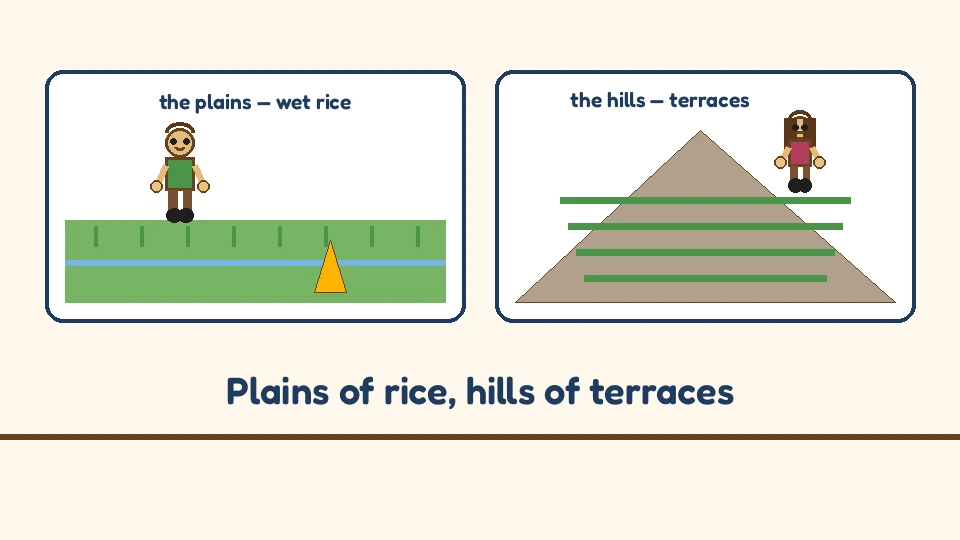 the plains — wet rice
the hills — terraces
Plains of rice, hills of terraces